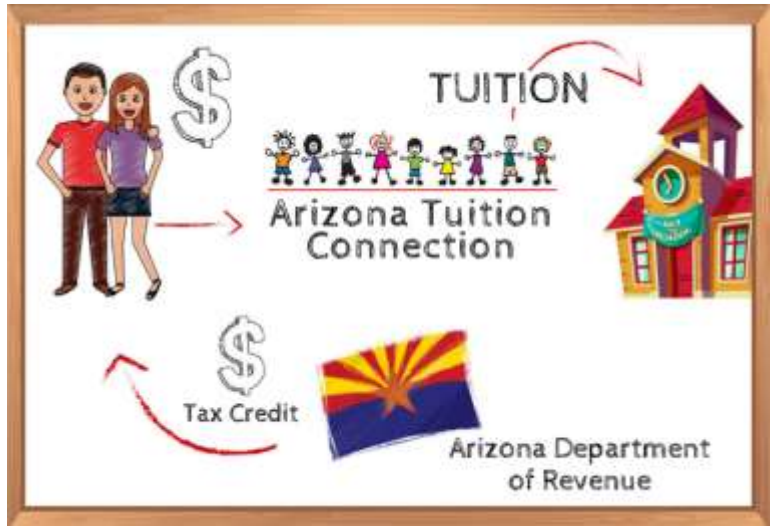 $
TUITION
Arizona Tuition
Connection
$
Tax Credit
Arizona Department
of Revenue